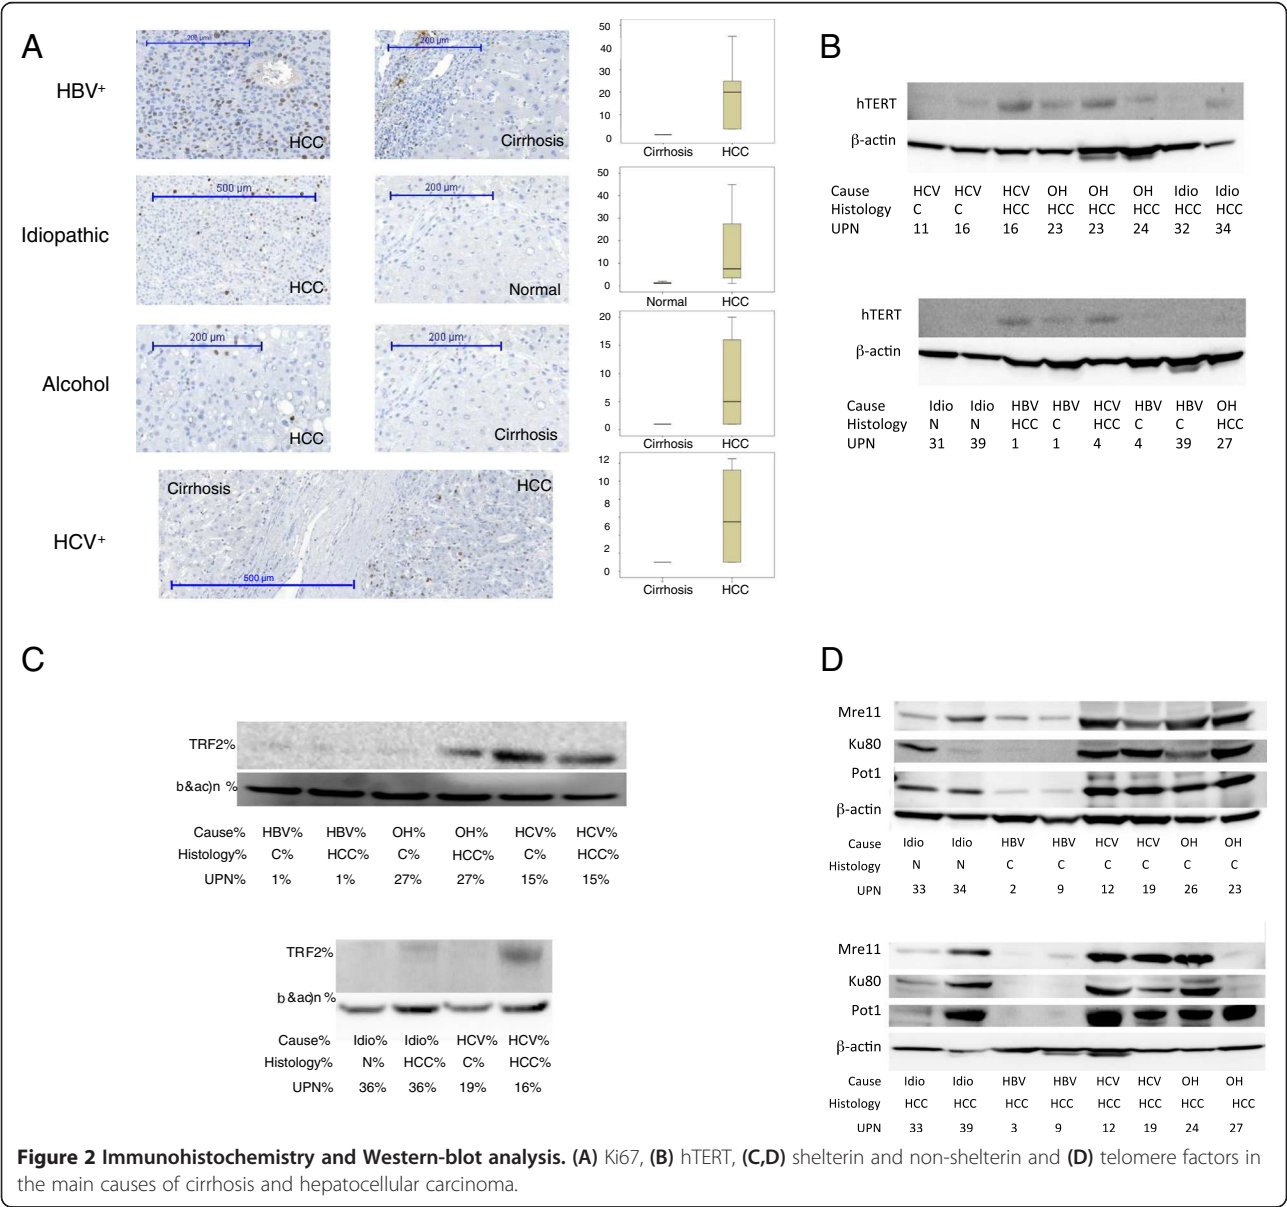 A
HBV+
200 µm
HCC
200 µm
Cirrhosis
50
40
30
20
10
0
Cirrhosis HCC
Idiopathic
500 µm
HCC
200 µm
Normal
50
40
30
20
10
0
Normal HCC
Alcohol
200 µm
HCC
200 µm
Cirrhosis
20
15
10
5
0
Cirrhosis HCC
HCV+
Cirrhosis HCC
500 µm
12
10
8
6
2
0
Cirrhosis HCC
B
hTERT
β-actin
Cause HCV HCV HCV OH OH OH Idio Idio
Histology C C HCC HCC HCC HCC HCC HCC
UPN 11 16 16 23 23 24 32 34
hTERT
β-actin
Cause Idio Idio HBV HBV HCV HBV HBV OH
Histology N N HCC C HCC C C HCC
UPN 31 39 1 1 4 4 39 27
C
TRF2%
b&ac)n %
Cause% HBV% HBV% OH% OH% HCV% HCV%
Histology% C% HCC% C% HCC% C% HCC%
UPN% 1% 1% 27% 27% 15% 15%
TRF2%
b&ac)n %
Cause% Idio% Idio% HCV% HCV%
Histology% N% HCC% C% HCC%
UPN% 36% 36% 19% 16%
D
Mre11
Ku80
Pot1
β-actin
Cause Idio Idio HBV HBV HCV HCV OH OH
Histology N N C C C C C C
UPN 33 34 2 9 12 19 26 23
Mre11
Ku80
Pot1
β-actin
Cause Idio Idio HBV HBV HCV HCV OH OH
Histology HCC HCC HCC HCC HCC HCC HCC HCC
UPN 33 39 3 9 12 19 24 27
Figure 2 Immunohistochemistry and Western-blot analysis. (A) Ki67, (B) hTERT, (C,D) shelterin and non-shelterin and (D) telomere factors in
the main causes of cirrhosis and hepatocellular carcinoma.